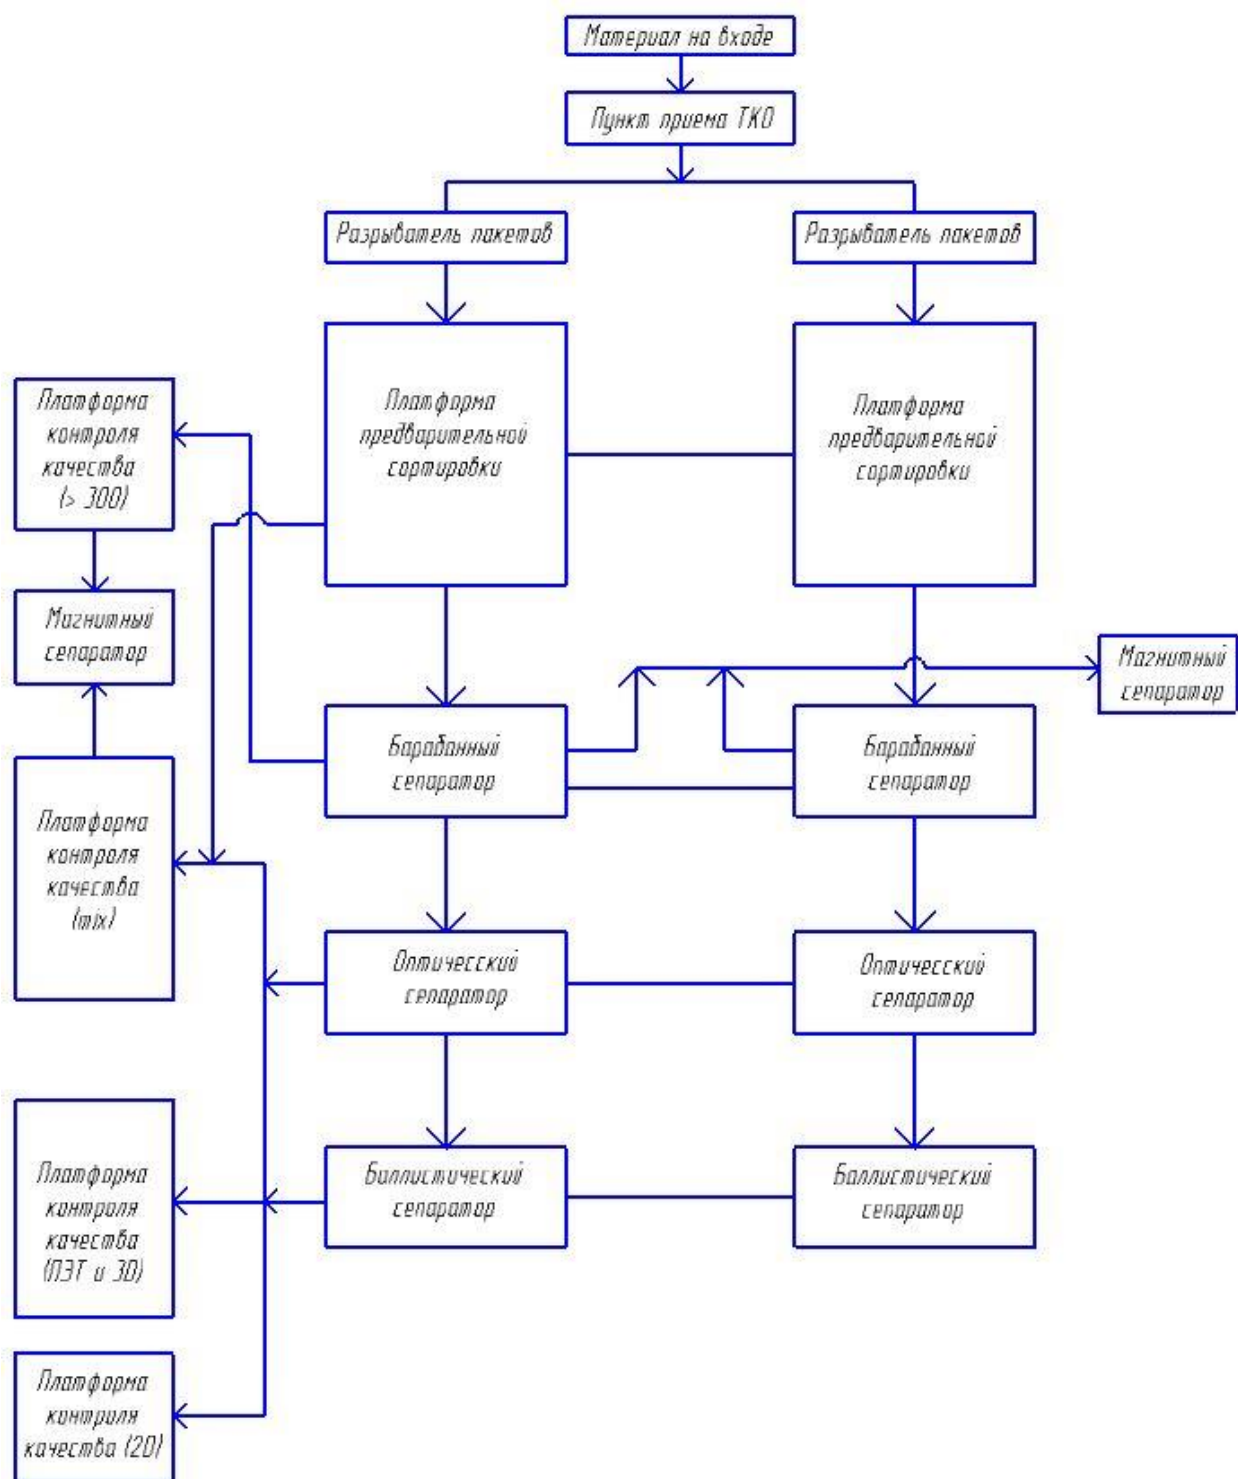 Материал на входе
Пункт приема ТКО
Разрыватель пакетов
Разрыватель пакетов
Платформа
предварительной
сортировки
Платформа
предварительной
сортировки
Платформа
контроля
качества
(> 300)
Магнитный
сепаратор
Магнитный
сепаратор
Барабанный
сепаратор
Барабанный
сепаратор
Платформа
контроля
качества
(mix)
Оптичесский
сепаратор
Оптичесский
сепаратор
Баллистический
сепаратор
Баллистический
сепаратор
Платформа
контроля
качества
(ПЭТ и 3D)
Платформа
контроля
качества (2D)